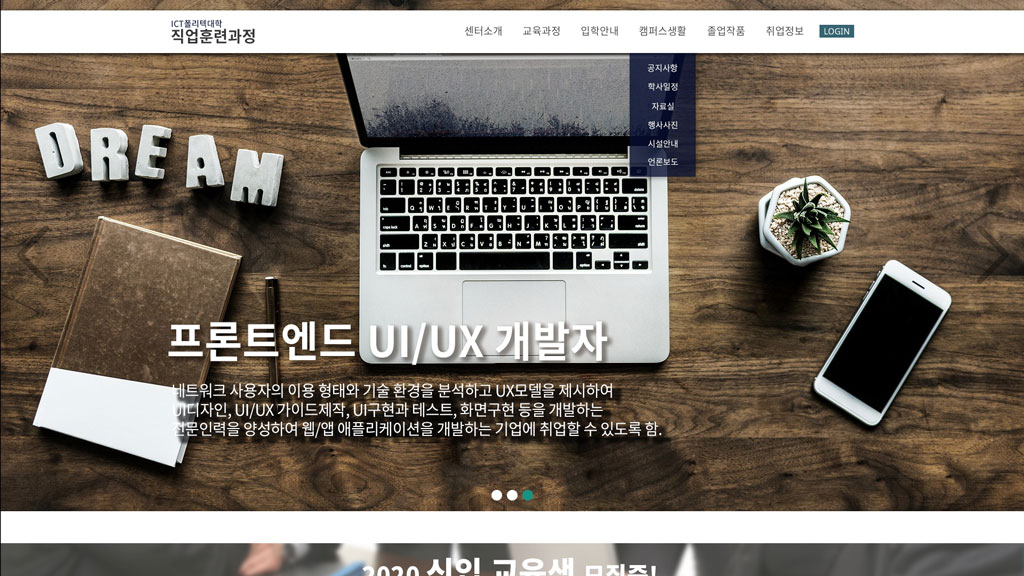 ICT폴리텍대학
직업훈련과정
센터소개 교육과정 입학안내 캠퍼스생활 졸업작품 취업정보 LOGIN
공지사항
학사일정
자료실
행사사진
시설안내
언론보도
DREAM
프론트엔드 UI/UX 개발자
네트워크 사용자의 이용 형태와 기술 환경을 분석하고 UX모델을 제시하여
UI디자인, UI/UX 가이드제작, UI구현과 테스트, 화면구현 등을 개발하는
전문인력을 양성하여 웹/앱 애플리케이션을 개발하는 기업에 취업할 수 있도록 함.
2020 신입 교육생 모집중!